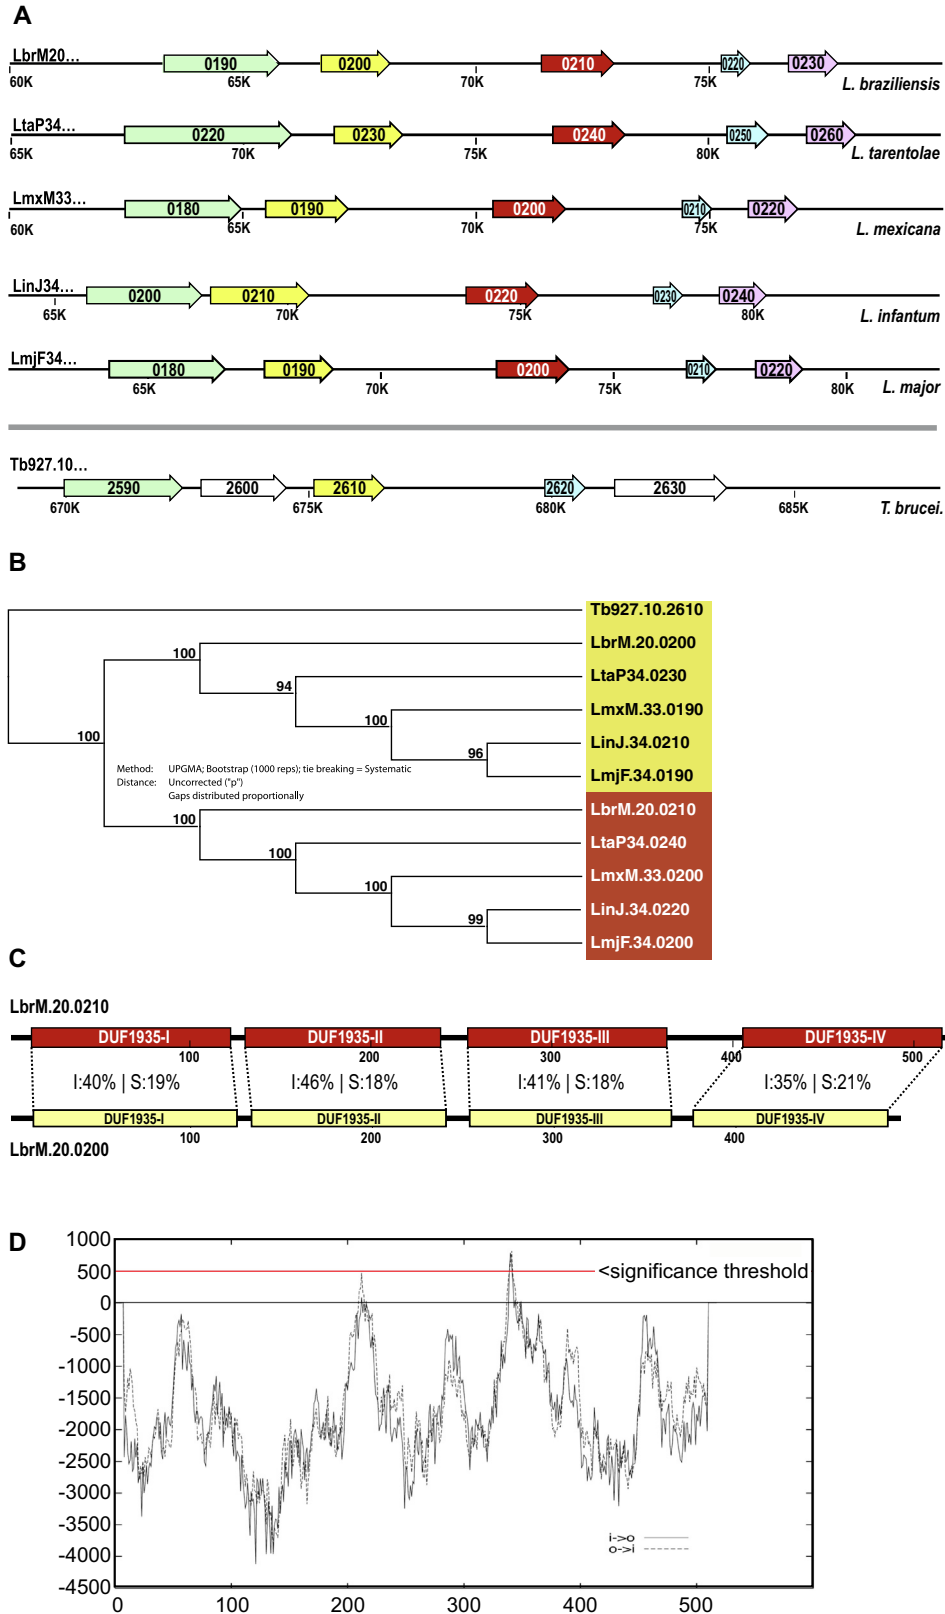 A
LbrM20...
0190 0200 0210 0220 0230
60K 65K 70K 75K
L. braziliensis
LtaP34...
0220 0230 0240 0250 0260
65K 70K 75K 80K
L. tarentolae
LmxM33...
0180 0190 0200 0210 0220
60K 65K 70K 75K
L. mexicana
LinJ34...
0200 0210 0220 0230 0240
65K 70K 75K 80K
L. infantum
LmjF34...
0180 0190 0200 0210 0220
65K 70K 75K 80K
L. major
Tb927.10...
2590 2600 2610 2620 2630
670K 675K 680K 685K
T. brucei.
B
Tb927.10.2610
LbrM.20.0200
100
LtaP34.0230
94
LmxM.33.0190
100
LinJ.34.0210
100
96
LmjF.34.0190
Method: UPGMA; Bootstrap (1000 reps); tie breaking = Systematic
Distance: Uncorrected ("p")
Gaps distributed proportionally
LbrM.20.0210
100
LtaP34.0240
100
LmxM.33.0200
100
LinJ.34.0220
99
LmjF.34.0200
C
LbrM.20.0210
DUF1935-I DUF1935-II DUF1935-III DUF1935-IV
100 200 300 400 500
I:40% | S:19% I:46% | S:18% I:41% | S:18% I:35% | S:21%
DUF1935-I DUF1935-II DUF1935-III DUF1935-IV
100 200 300 400
LbrM.20.0200
D
1000
500
<significance threshold
0
-500
-1000
-1500
-2000
-2500
-3000
-3500
i->o
o->i
-4000
-4500
0 100 200 300 400 500